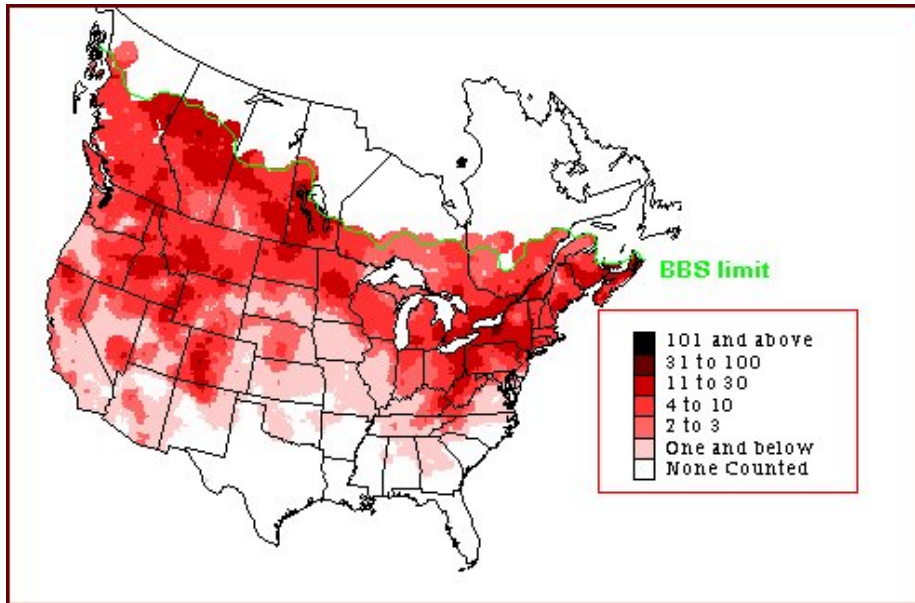 BBS limit
101 and above
31 to 100
11 to 30
4 to 10
2 to 3
One and below
None Counted